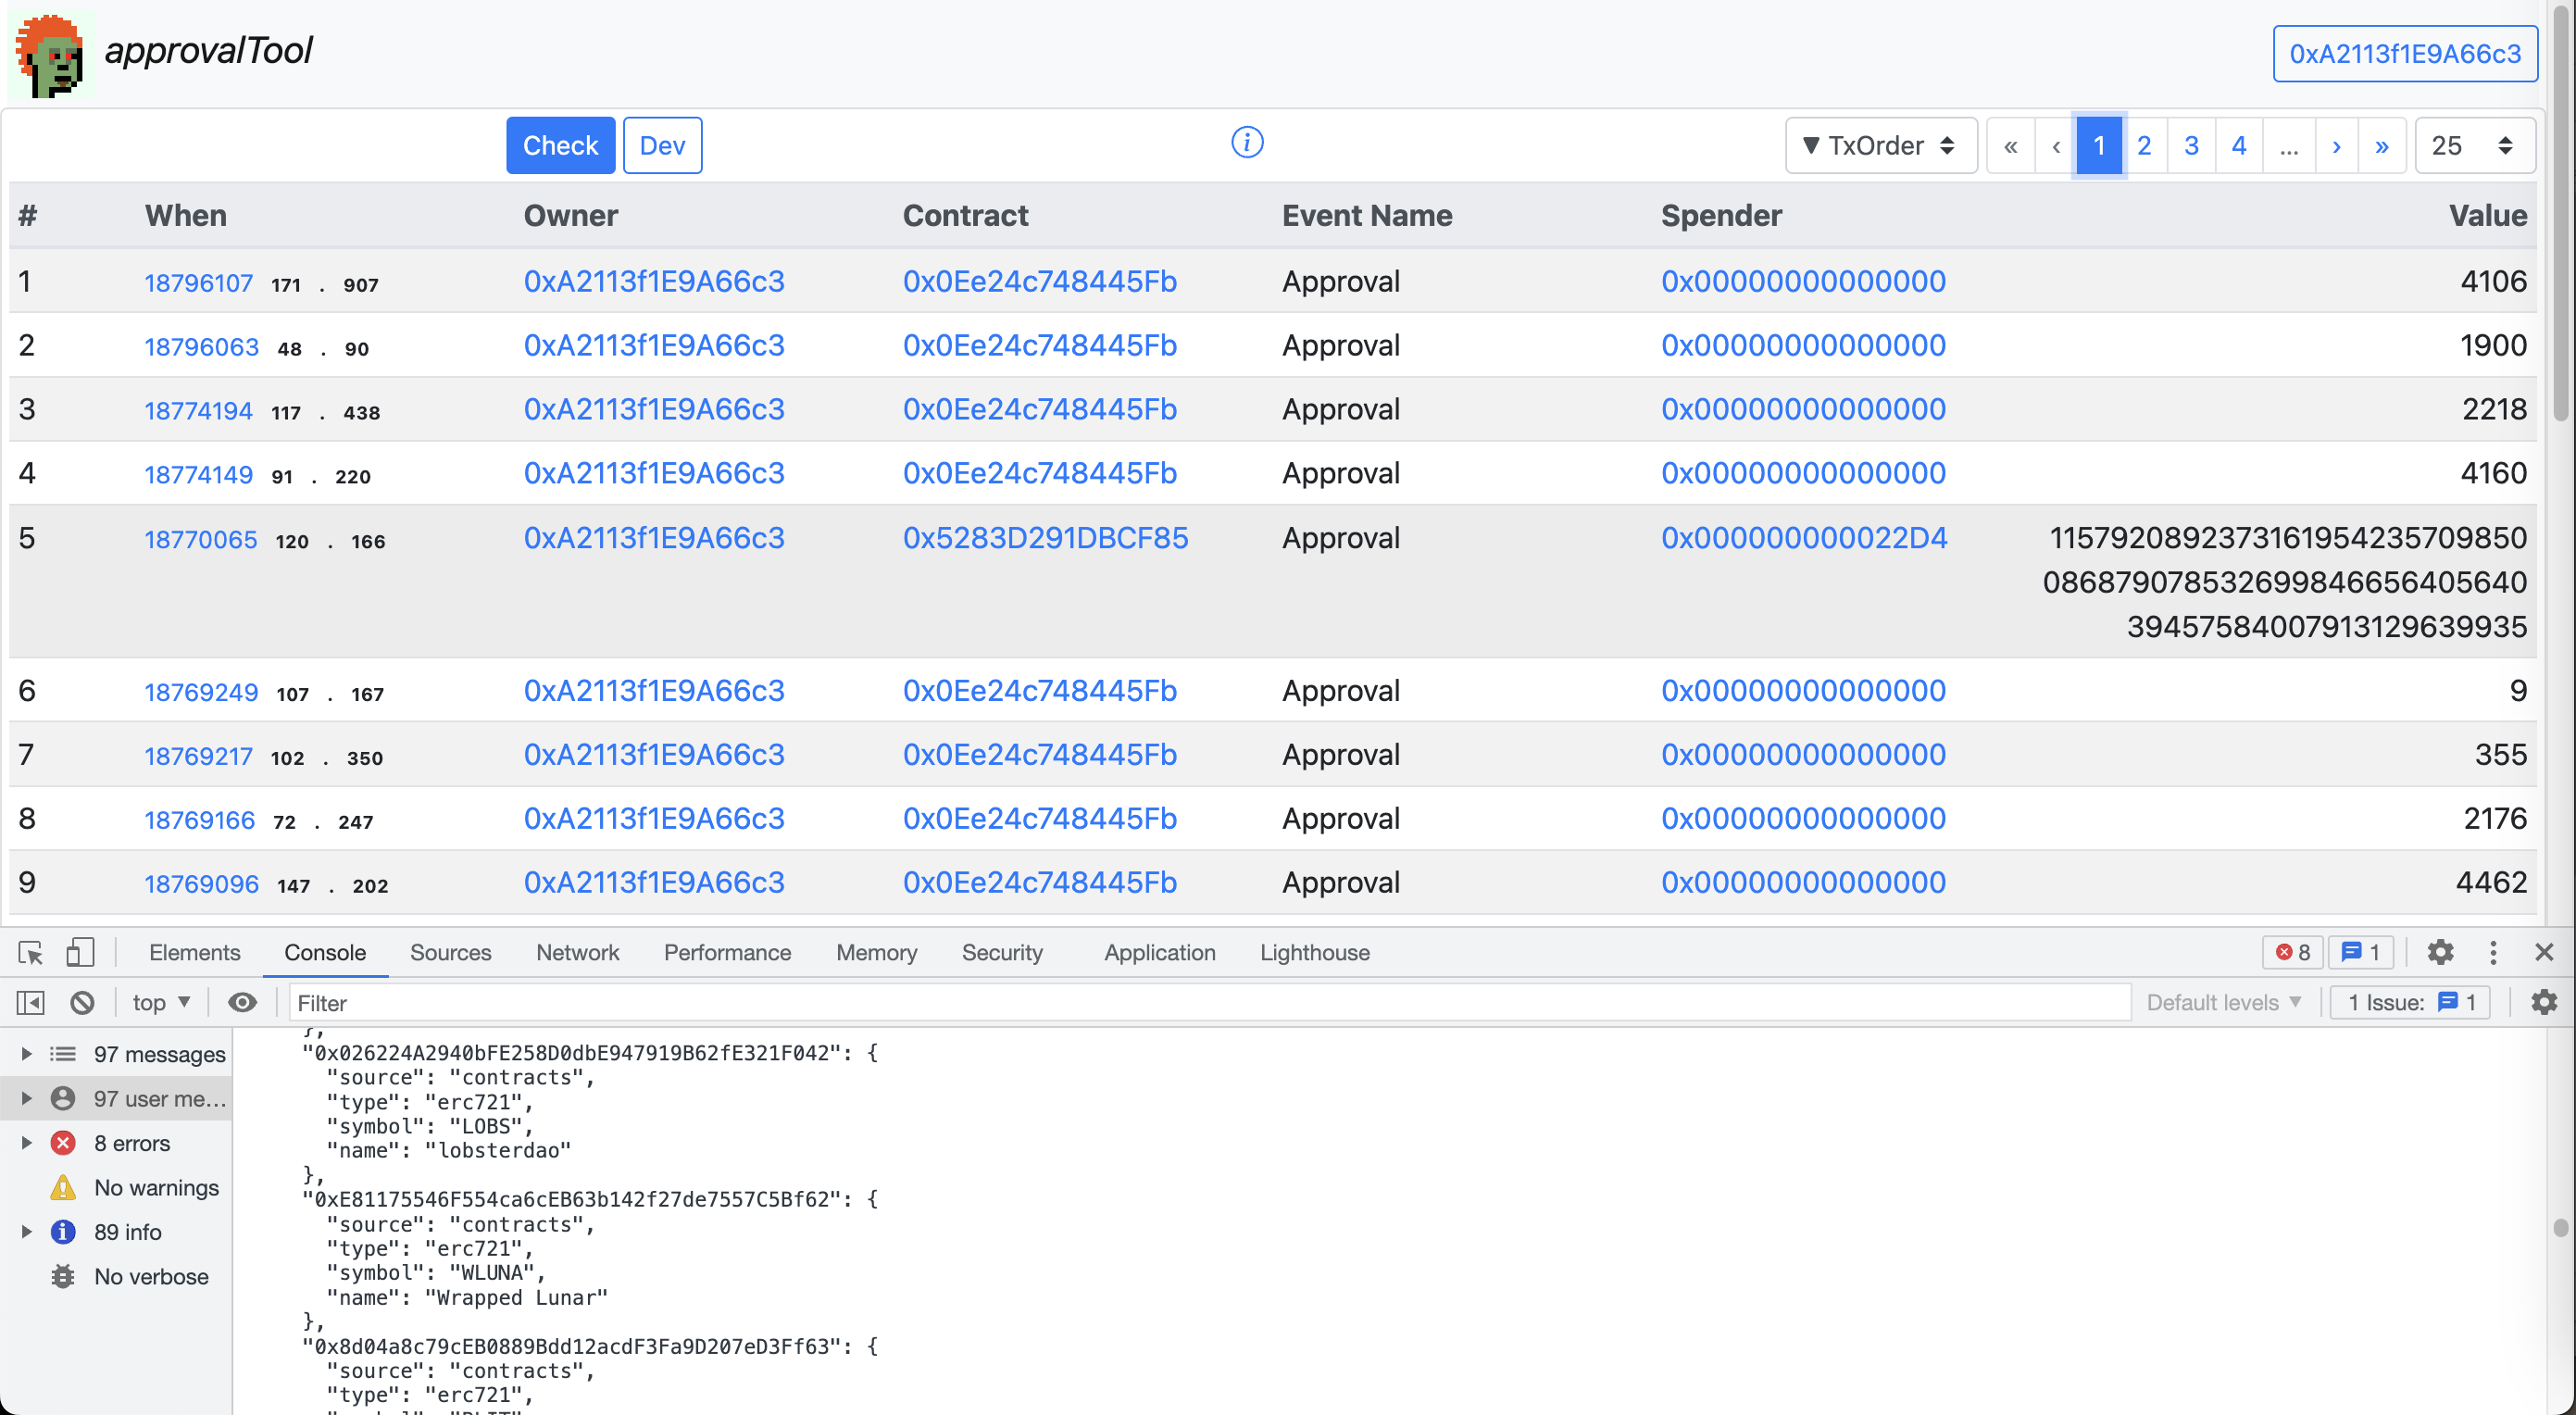 approvalTool
0xA2113f1E9A66c3
Check Dev
▼ TxOrder « ‹ 1 2 3 4 ... › » 25
# When Owner Contract Event Name Spender Value
1 18796107 171 . 907 0xA2113f1E9A66c3 0x0Ee24c748445Fb Approval 0x00000000000000 4106
2 18796063 48 . 90 0xA2113f1E9A66c3 0x0Ee24c748445Fb Approval 0x00000000000000 1900
3 18774194 117 . 438 0xA2113f1E9A66c3 0x0Ee24c748445Fb Approval 0x00000000000000 2218
4 18774149 91 . 220 0xA2113f1E9A66c3 0x0Ee24c748445Fb Approval 0x00000000000000 4160
5 18770065 120 . 166 0xA2113f1E9A66c3 0x5283D291DBCF85 Approval 0x000000000022D4 1157920892373161954235709850
0868790785326998466564056​40
39457584007913129639935
6 18769249 107 . 167 0xA2113f1E9A66c3 0x0Ee24c748445Fb Approval 0x00000000000000 9
7 18769217 102 . 350 0xA2113f1E9A66c3 0x0Ee24c748445Fb Approval 0x00000000000000 355
8 18769166 72 . 247 0xA2113f1E9A66c3 0x0Ee24c748445Fb Approval 0x00000000000000 2176
9 18769096 147 . 202 0xA2113f1E9A66c3 0x0Ee24c748445Fb Approval 0x00000000000000 4462
Elements Console Sources Network Performance Memory Security Application Lighthouse 8 1
top ▼ Filter Default levels ▼ 1 Issue: 1
97 messages
97 user me...
8 errors
No warnings
89 info
No verbose
},
"0x026224A2940bFE258D0dbE947919B62fE321F042": {
"source": "contracts",
"type": "erc721",
"symbol": "LOBS",
"name": "lobsterdao"
},
"0xE81175546F554ca6cEB63b142f27de7557C5Bf62": {
"source": "contracts",
"type": "erc721",
"symbol": "WLUNA",
"name": "Wrapped Lunar"
},
"0x8d04a8c79cEB0889Bdd12acdF3Fa9D207eD3Ff63": {
"source": "contracts",
"type": "erc721",